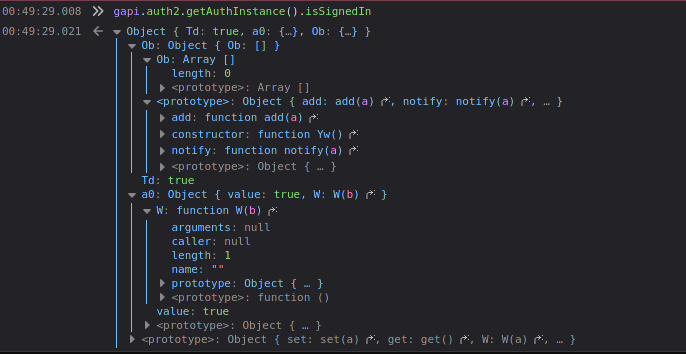 00:49:29.008 gapi.auth2.getAuthInstance().isSignedIn
00:49:29.021 Object { Td: true, a0: {…}, Ob: {…} }
Ob: Object { Ob: [] }
Ob: Array []
length: 0
<prototype>: Array []
<prototype>: Object { add: add(a), notify: notify(a), … }
add: function add(a)
constructor: function Yw()
notify: function notify(a)
<prototype>: Object { … }
Td: true
a0: Object { value: true, W: W(b) }
W: function W(b)
arguments: null
caller: null
length: 1
name: ""
prototype: Object { … }
<prototype>: function ()
value: true
<prototype>: Object { … }
<prototype>: Object { set: set(a), get: get(), W: W(a), … }